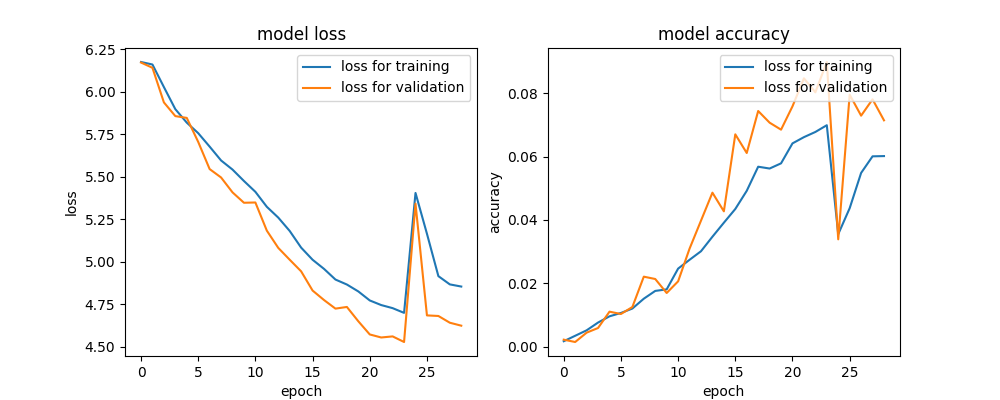 model loss
loss for training
loss for validation
6.25
6.00
5.75
5.50
5.25
5.00
4.75
4.50
loss
0 5 10 15 20 25
epoch
model accuracy
loss for training
loss for validation
0.08
0.06
0.04
0.02
0.00
accuracy
0 5 10 15 20 25
epoch